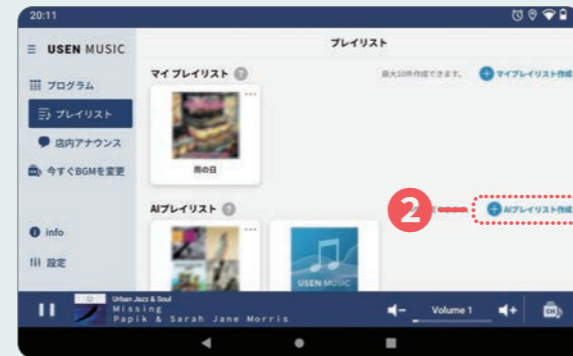 20:11
USEN MUSIC
プログラム
プレイリスト
店内アナウンス
今すぐBGMを変更
info
設定
プレイリスト
マイプレイリスト ?
最大10件作成できます。
マイプレイリスト作成
雨の日
AIプレイリスト ?
2
AIプレイリスト作成
USEN MUSIC
Urban Jazz & Soul
Missing
Papik & Sarah Jane Morris
Volume 1
CH